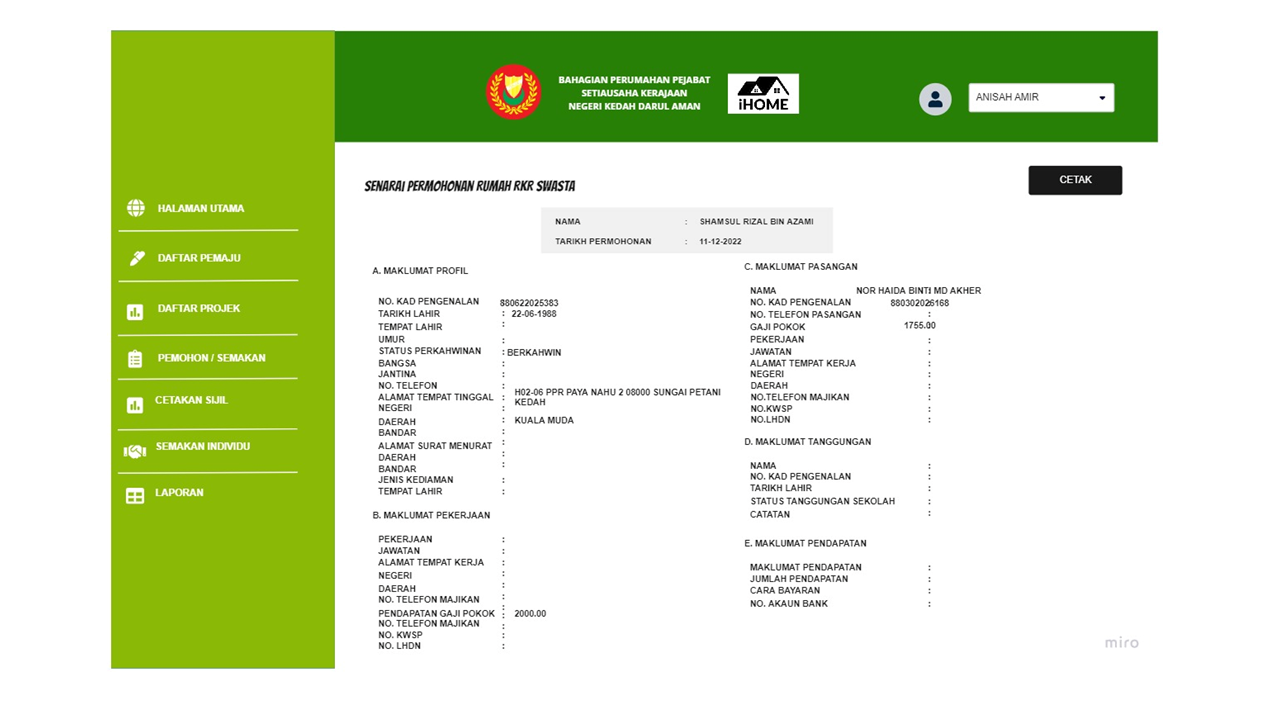 BAHAGIAN PERUMAHAN PEJABAT
SETIAUSAHA KERAJAAN
NEGERI KEDAH DARUL AMAN
iHOME
ANISAH AMIR
HALAMAN UTAMA
DAFTAR PEMAJU
DAFTAR PROJEK
PEMOHON / SEMAKAN
CETAKAN SIJIL
SEMAKAN INDIVIDU
LAPORAN
SENARAI PERMOHONAN RUMAH RKR SWASTA
CETAK
NAMA : SHAMSUL RIZAL BIN AZAMI
TARIKH PERMOHONAN : 11-12-2022
A. MAKLUMAT PROFIL
NO. KAD PENGENALAN 880622025383
TARIKH LAHIR : 22-06-1988
TEMPAT LAHIR :
UMUR :
STATUS PERKAHWINAN : BERKAHWIN
BANGSA :
JANTINA :
NO. TELEFON :
ALAMAT TEMPAT TINGGAL : H02-06 PPR PAYA NAHU 2 08000 SUNGAI PETANI
KEDAH
NEGERI :
DAERAH : KUALA MUDA
BANDAR :
ALAMAT SURAT MENURAT :
DAERAH :
BANDAR :
JENIS KEDIAMAN :
TEMPAT LAHIR :
B. MAKLUMAT PEKERJAAN
PEKERJAAN :
JAWATAN :
ALAMAT TEMPAT KERJA :
NEGERI :
DAERAH :
NO. TELEFON MAJIKAN :
PENDAPATAN GAJI POKOK : 2000.00
NO. TELEFON MAJIKAN :
NO. KWSP :
NO. LHDN :
C. MAKLUMAT PASANGAN
NAMA : NOR HAIDA BINTI MD AKHER
NO. KAD PENGENALAN : 880302026168
NO. TELEFON PASANGAN :
GAJI POKOK : 1755.00
PEKERJAAN :
JAWATAN :
ALAMAT TEMPAT KERJA :
NEGERI :
DAERAH :
NO.TELEFON MAJIKAN :
NO.KWSP :
NO.LHDN :
D. MAKLUMAT TANGGUNGAN
NAMA :
NO. KAD PENGENALAN :
TARIKH LAHIR :
STATUS TANGGUNGAN SEKOLAH :
CATATAN :
E. MAKLUMAT PENDAPATAN
MAKLUMAT PENDAPATAN :
JUMLAH PENDAPATAN :
CARA BAYARAN :
NO. AKAUN BANK :
miro